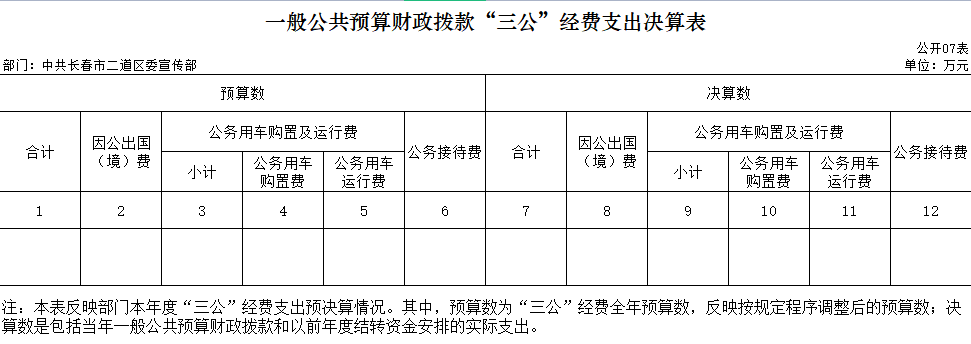 一般公共预算财政拨款“三公”经费支出决算表
公开07表
部门：中共长春市二道区委宣传部
单位：万元
预算数
决算数
合计
因公出国（境）费
公务用车购置及运行费
小计
公务用车购置费
公务用车运行费
公务接待费
合计
因公出国（境）费
公务用车购置及运行费
小计
公务用车购置费
公务用车运行费
公务接待费
1 2 3 4 5 6 7 8 9 10 11 12
注：本表反映部门本年度“三公”经费支出预决算情况。其中，预算数为“三公”经费全年预算数，反映按规定程序调整后的预算数；决
算数是包括当年一般公共预算财政拨款和以前年度结转资金安排的实际支出。